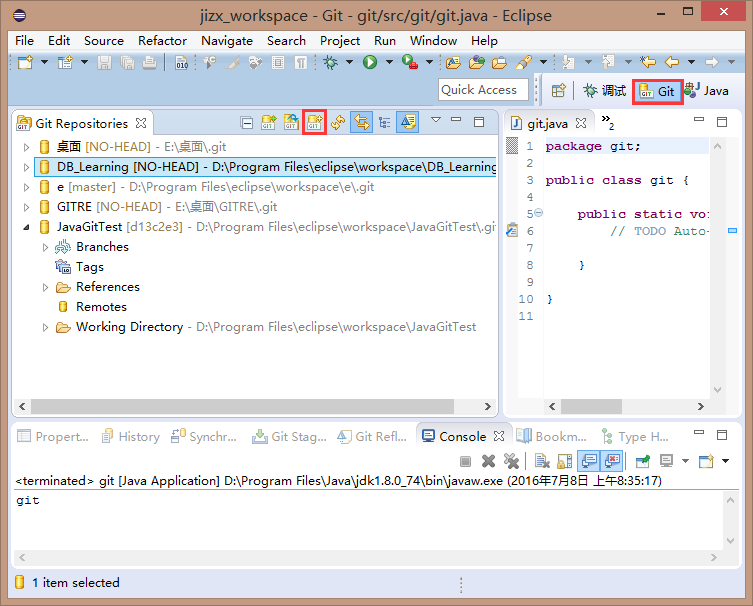 jizx_workspace - Git - git/src/git/git.java - Eclipse
File Edit Source Refactor Navigate Search Project Run Window Help
Quick Access
调试 Git Java
Git Repositories
桌面 [NO-HEAD] - E:\桌面\.git
DB_Learning [NO-HEAD] - D:\Program Files\eclipse\workspace\DB_Learning
e [master] - D:\Program Files\eclipse\workspace\e\.git
GITRE [NO-HEAD] - E:\桌面\GITRE\.git
JavaGitTest [d13c2e3] - D:\Program Files\eclipse\workspace\JavaGitTest\.gi
Branches
Tags
References
Remotes
Working Directory - D:\Program Files\eclipse\workspace\JavaGitTest
git.java
»2
1 package git;
2
3 public class git {
4
5 public static voi
6 // TODO Auto-
7
8 }
9
10 }
11
Propert... History Synchr... Git Stag... Git Refl... Console Bookm... Type H...
<terminated> git [Java Application] D:\Program Files\Java\jdk1.8.0_74\bin\javaw.exe (2016年7月8日 上午8:35:17)
git
1 item selected